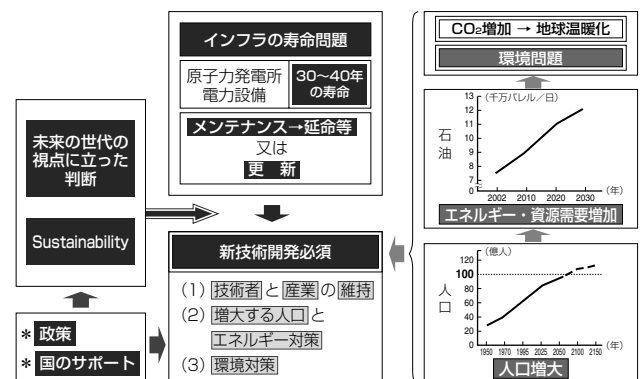 未来の世代の
視点に立った
判断
Sustainability
* 政策
* 国のサポート
インフラの寿命問題
原子力発電所
電力設備
30〜40年
の寿命
メンテナンス→延命等
又は
更 新
新技術開発必須
(1) 技術者と産業の維持
(2) 増大する人口と
エネルギー対策
(3) 環境対策
CO₂増加 → 地球温暖化
環境問題
(千万バレル/日)
石油
13
12
11
10
9
8
7
0
2002 2010 2020 2030 (年)
エネルギー・資源需要増加
(億人)
人口
120
100
80
60
40
20
0
1950 1970 1995 2025 2050 2100 2150 (年)
人口増大